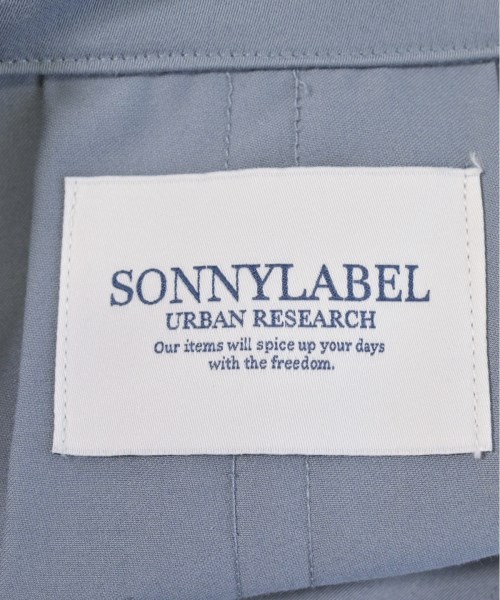 SONNYLABEL
URBAN RESEARCH
Our items will spice up your days
with the freedom.